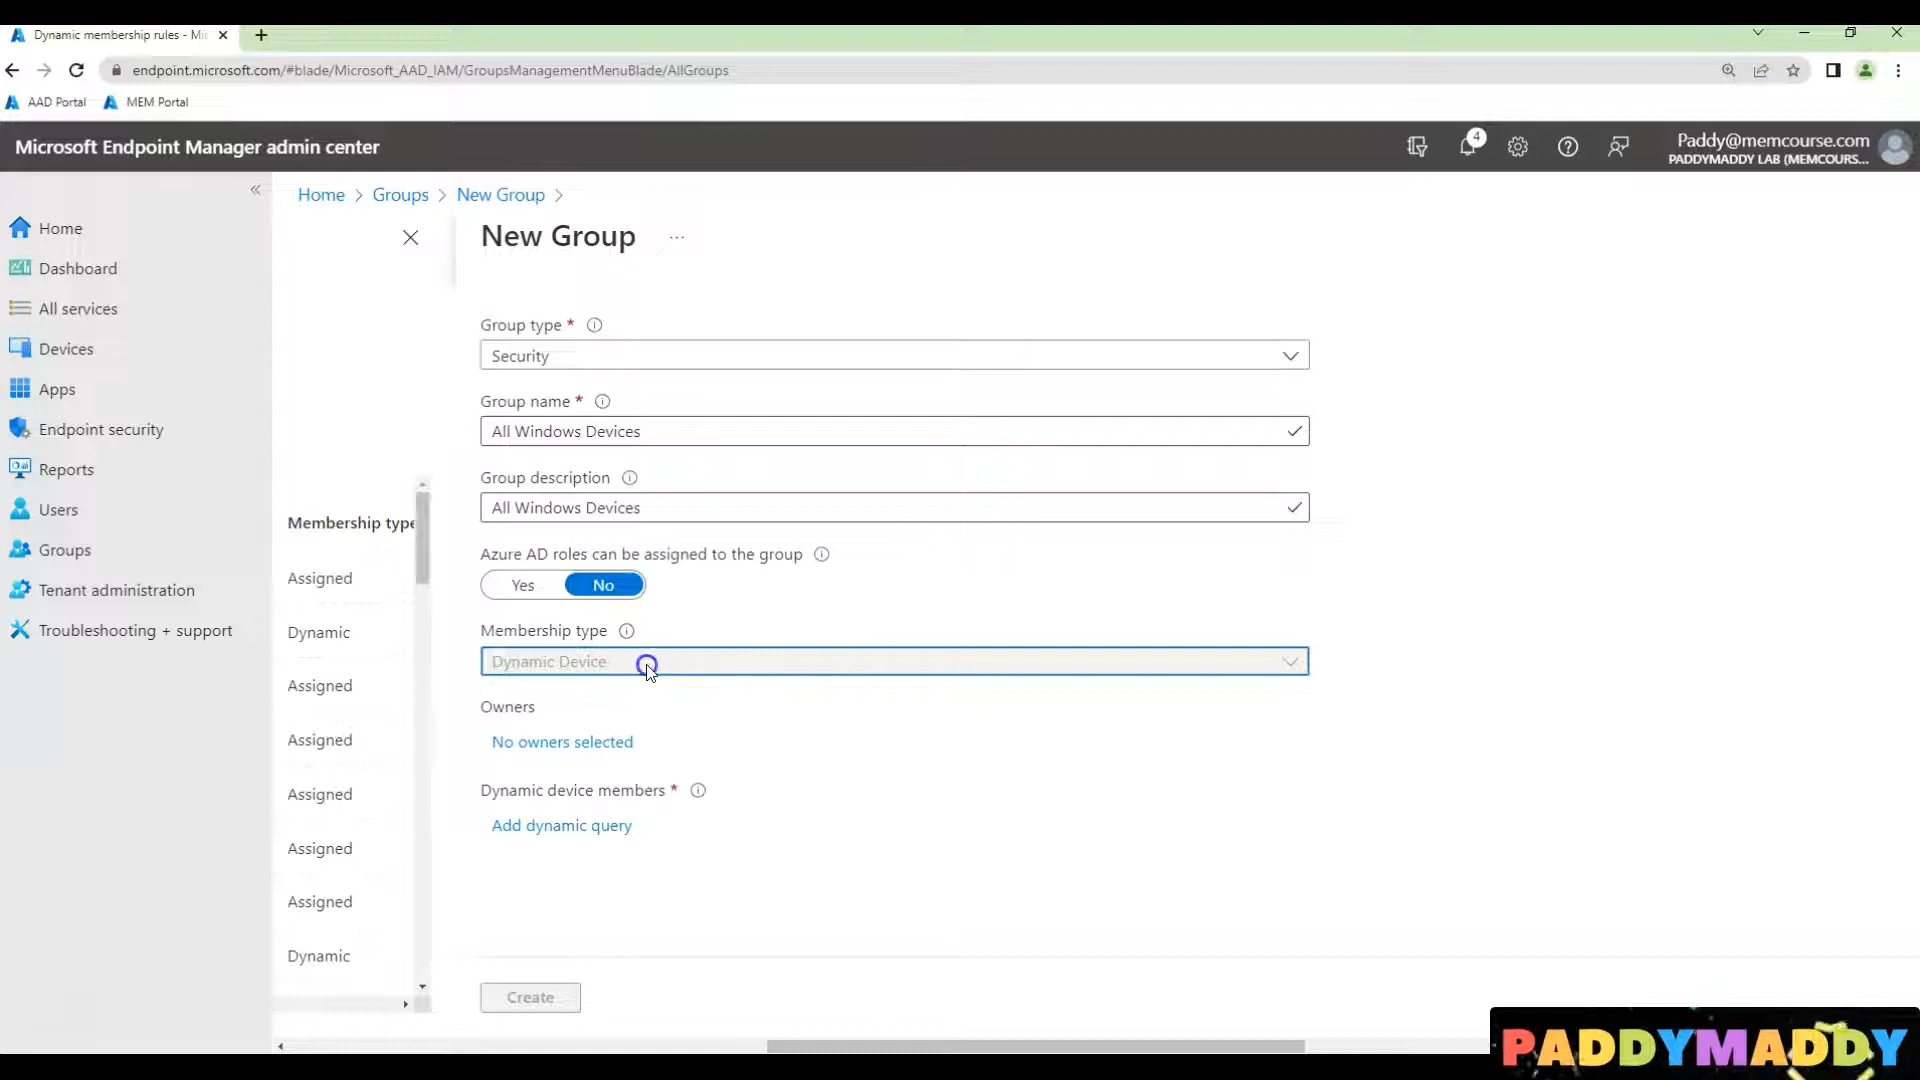 Dynamic membership rules - Mi
endpoint.microsoft.com/#blade/Microsoft_AAD_IAM/GroupsManagementMenuBlade/AllGroups
AAD Portal MEM Portal
Microsoft Endpoint Manager admin center
4
Paddy@memcourse.com
PADDYMADDY LAB (MEMCOURS...
Home > Groups > New Group >
Home
Dashboard
All services
Devices
Apps
Endpoint security
Reports
Users
Groups
Tenant administration
Troubleshooting + support
Membership type
Assigned
Dynamic
Assigned
Assigned
Assigned
Assigned
Assigned
Dynamic
New Group ...
Group type *
Security
Group name *
All Windows Devices
Group description
All Windows Devices
Azure AD roles can be assigned to the group
Yes No
Membership type
Dynamic Device
Owners
No owners selected
Dynamic device members *
Add dynamic query
Create
PADDYMADDY